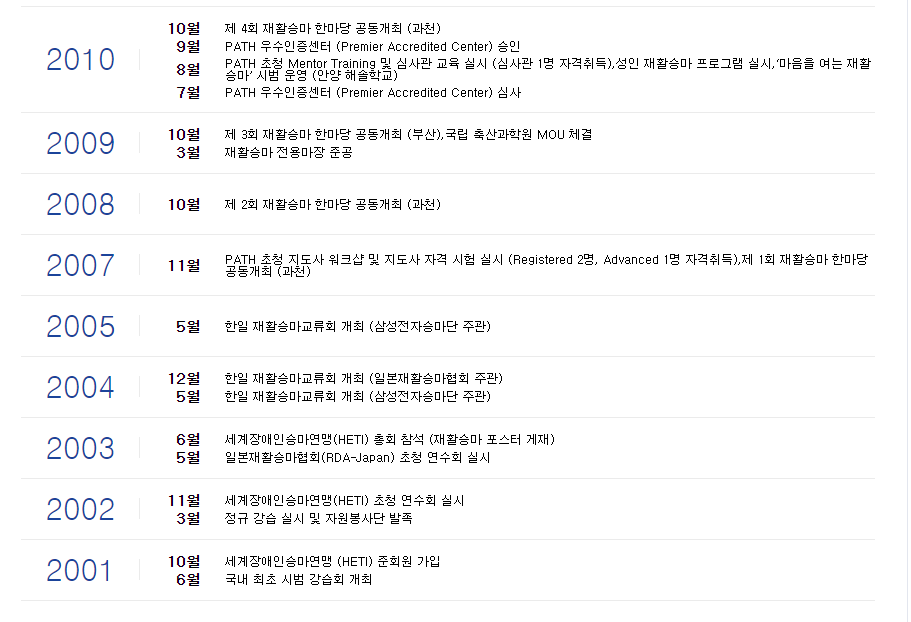 2010
10월 제 4회 재활승마 한마당 공동개최 (과천)
9월 PATH 우수인증센터 (Premier Accredited Center) 승인
8월 PATH 초청 Mentor Training 및 심사관 교육 실시 (심사관 1명 자격취득),성인 재활승마 프로그램 실시,‘마음을 여는 재활
승마’ 시범 운영 (안양 해솔학교)
7월 PATH 우수인증센터 (Premier Accredited Center) 심사
2009
10월 제 3회 재활승마 한마당 공동개최 (부산),국립 축산과학원 MOU 체결
3월 재활승마 전용마장 준공
2008
10월 제 2회 재활승마 한마당 공동개최 (과천)
2007
11월 PATH 초청 지도사 워크샵 및 지도사 자격 시험 실시 (Registered 2명, Advanced 1명 자격취득),제 1회 재활승마 한마당
공동개최 (과천)
2005
5월 한일 재활승마교류회 개최 (삼성전자승마단 주관)
2004
12월 한일 재활승마교류회 개최 (일본재활승마협회 주관)
5월 한일 재활승마교류회 개최 (삼성전자승마단 주관)
2003
6월 세계장애인승마연맹(HETI) 총회 참석 (재활승마 포스터 게재)
5월 일본재활승마협회(RDA-Japan) 초청 연수회 실시
2002
11월 세계장애인승마연맹(HETI) 초청 연수회 실시
3월 정규 강습 실시 및 자원봉사단 발족
2001
10월 세계장애인승마연맹 (HETI) 준회원 가입
6월 국내 최초 시범 강습회 개최